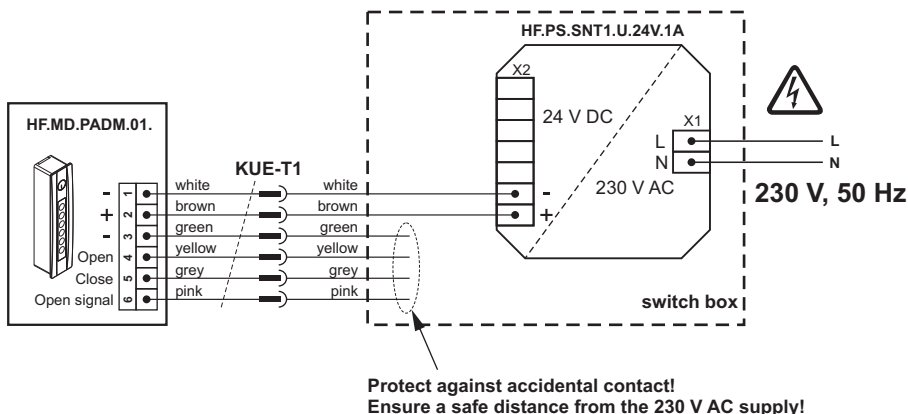 HF.PS.SNT1.U.24V.1A
X2
24 V DC
X1
L
N
230 V AC
L
N
230 V, 50 Hz
switch box
HF.MD.PADM.01.
KUE-T1
- 1 white white -
+ 2 brown brown +
- 3 green green
Open 4 yellow yellow
Close 5 grey grey
Open signal 6 pink pink
Protect against accidental contact!
Ensure a safe distance from the 230 V AC supply!